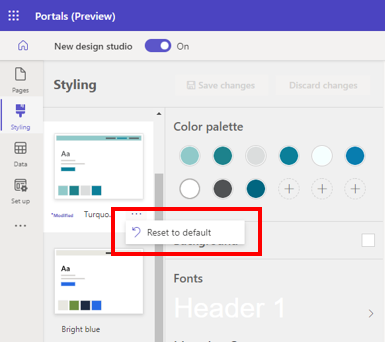 Portals (Preview)
New design studio
On
Pages
Styling
Data
Set up
Styling
Save changes
Discard changes
Aa
*Modified
Turquo...
Reset to default
Aa
Bright blue
Color palette
Background
Fonts
Header 1